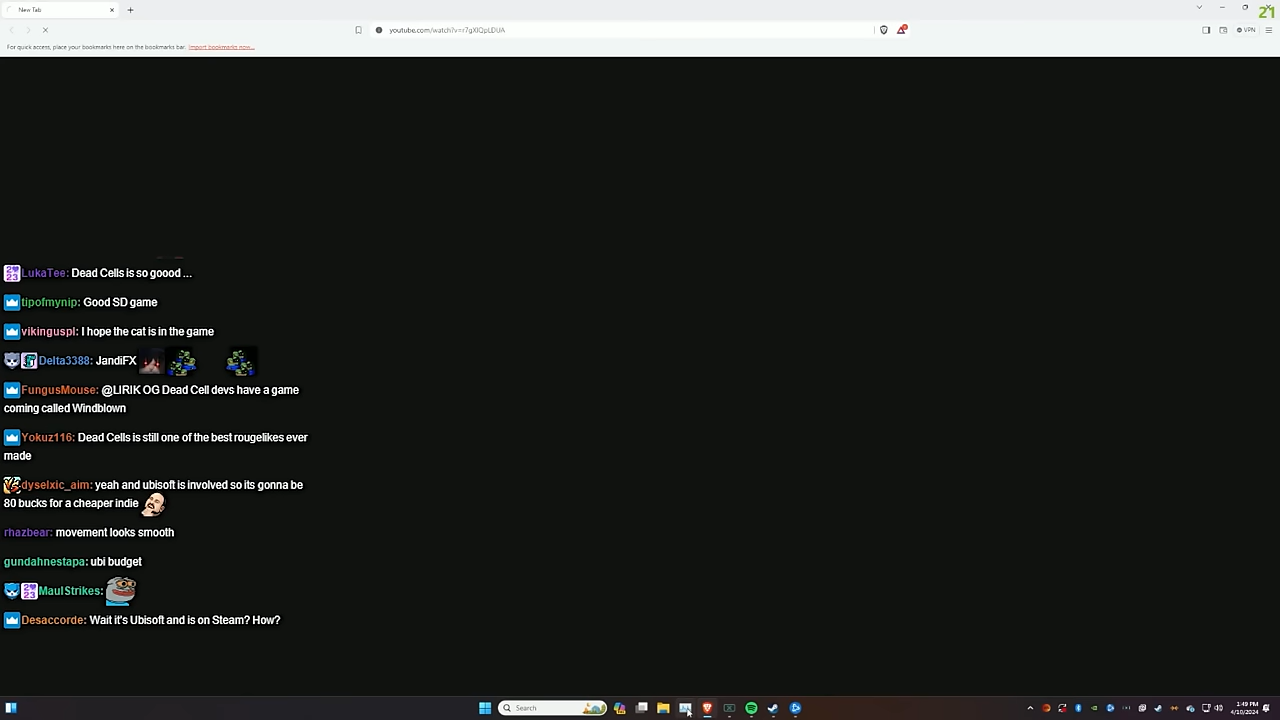 New Tab
21
youtube.com/watch?v=r7gXIQpLDUA
VPN
For quick access, place your bookmarks here on the bookmarks bar. Import bookmarks now...
LukaTee: Dead Cells is so goood ...
tipofmynip: Good SD game
vikinguspl: I hope the cat is in the game
Delta3388: JandiFX
FungusMouse: @LIRIK OG Dead Cell devs have a game
coming called Windblown
Yokuz116: Dead Cells is still one of the best rougelikes ever
made
dyselxic_aim: yeah and ubisoft is involved so its gonna be
80 bucks for a cheaper indie
rhazbear: movement looks smooth
gundahnestapa: ubi budget
MaulStrikes:
Desaccorde: Wait it's Ubisoft and is on Steam? How?
Search
1:49 PM
4/10/2024